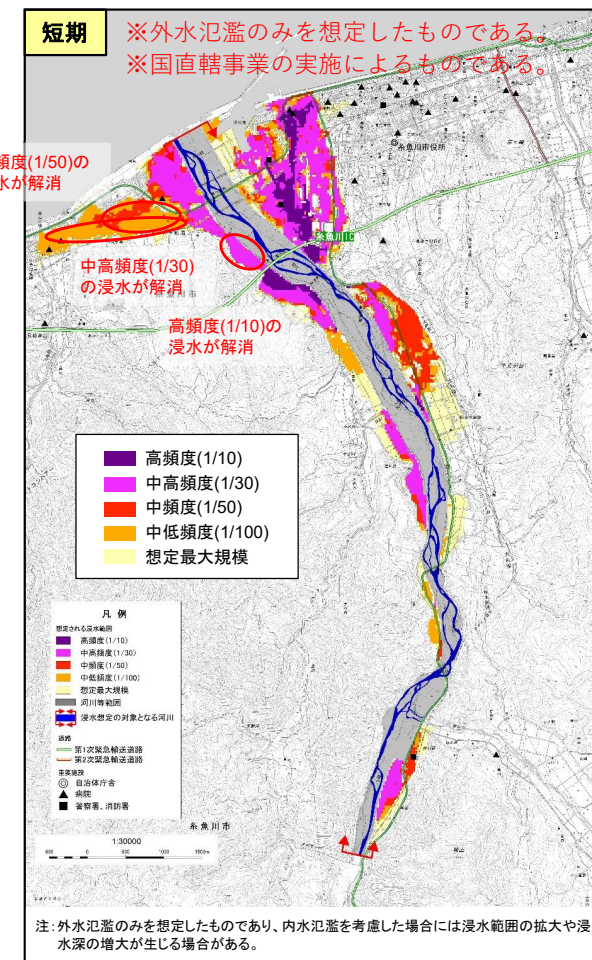 短期
※外水氾濫のみを想定したものである。
※国直轄事業の実施によるものである。
頻度(1/50)の
水が解消
糸魚川市役所
糸魚川IC
中高頻度(1/30)
の浸水が解消
糸魚川市
高頻度(1/10)の
浸水が解消
高頻度(1/10)
中高頻度(1/30)
中頻度(1/50)
中低頻度(1/100)
想定最大規模
凡 例
想定される浸水範囲
高頻度(1/10)
中高頻度(1/30)
中頻度(1/50)
中低頻度(1/100)
想定最大規模
河川等範囲
浸水想定の対象となる河川
道路
第1次緊急輸送道路
第2次緊急輸送道路
重要施設
自治体庁舎
病院
警察署、消防署
糸魚川市
1:30000
500 0 500 1000 1500m
注:外水氾濫のみを想定したものであり、内水氾濫を考慮した場合には浸水範囲の拡大や浸
水深の増大が生じる場合がある。